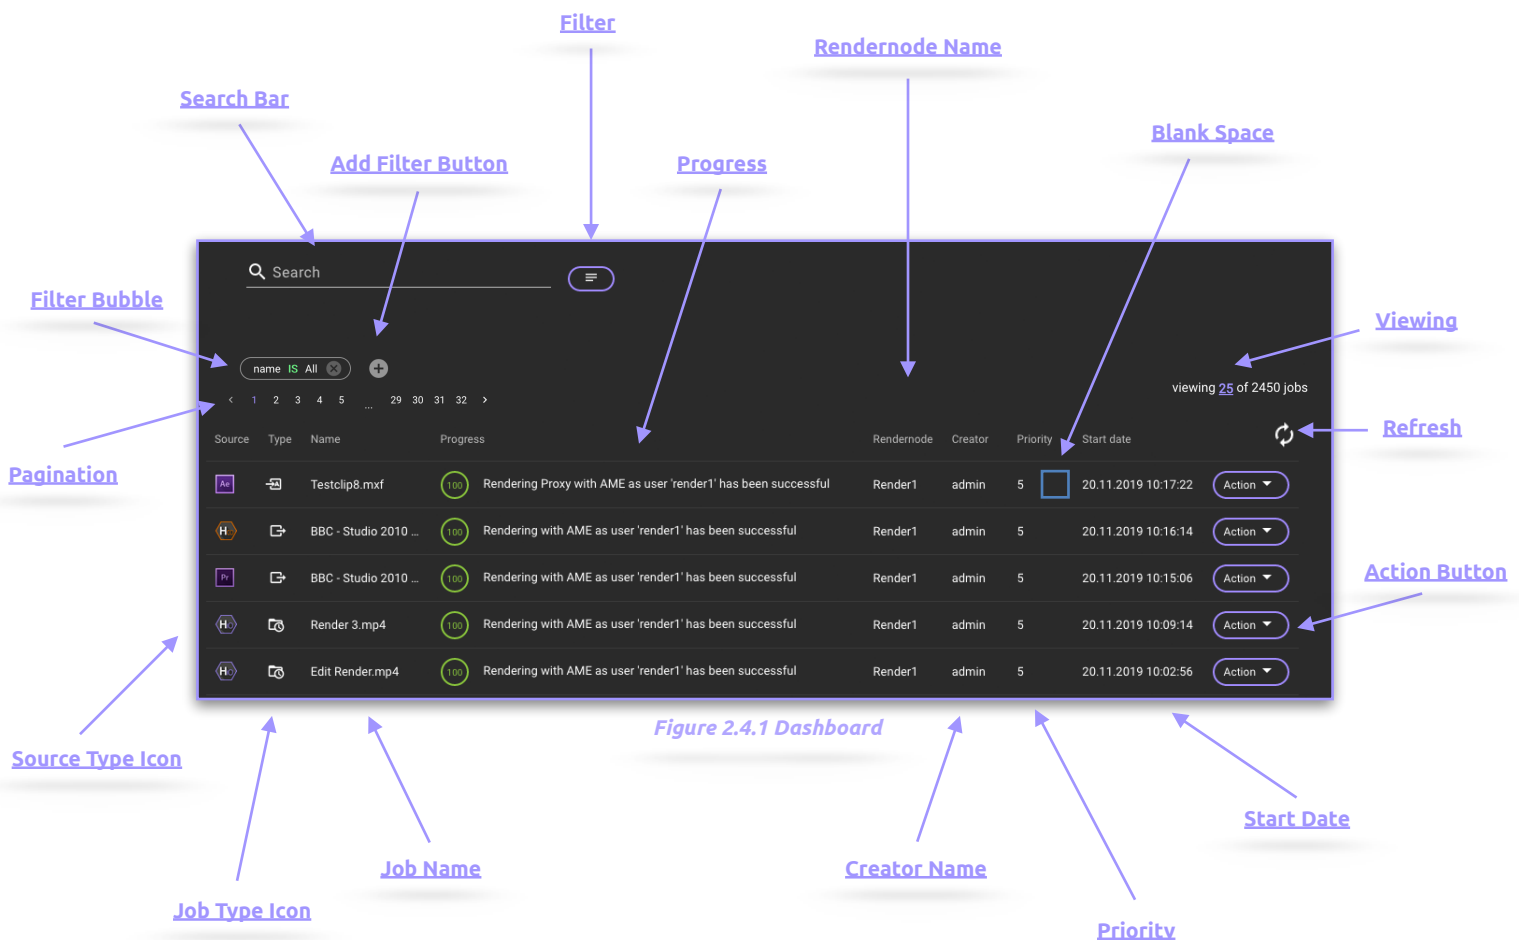 Filter
Rendernode Name
Search Bar
Blank Space
Add Filter Button
Progress
Search
Filter Bubble
Viewing
name IS All
viewing 25 of 2450 jobs
‹ 1 2 3 4 5 ... 29 30 31 32 ›
Refresh
Source Type Name Progress Rendernode Creator Priority Start date
Pagination
Ae Testclip8.mxf 100 Rendering Proxy with AME as user 'render1' has been successful Render1 admin 5 20.11.2019 10:17:22 Action
H BBC - Studio 2010 ... 100 Rendering with AME as user 'render1' has been successful Render1 admin 5 20.11.2019 10:16:14 Action
Pr BBC - Studio 2010 ... 100 Rendering with AME as user 'render1' has been successful Render1 admin 5 20.11.2019 10:15:06 Action
Action Button
H Render 3.mp4 100 Rendering with AME as user 'render1' has been successful Render1 admin 5 20.11.2019 10:09:14 Action
H Edit Render.mp4 100 Rendering with AME as user 'render1' has been successful Render1 admin 5 20.11.2019 10:02:56 Action
Figure 2.4.1 Dashboard
Source Type Icon
Start Date
Job Name
Creator Name
Job Type Icon
Priority